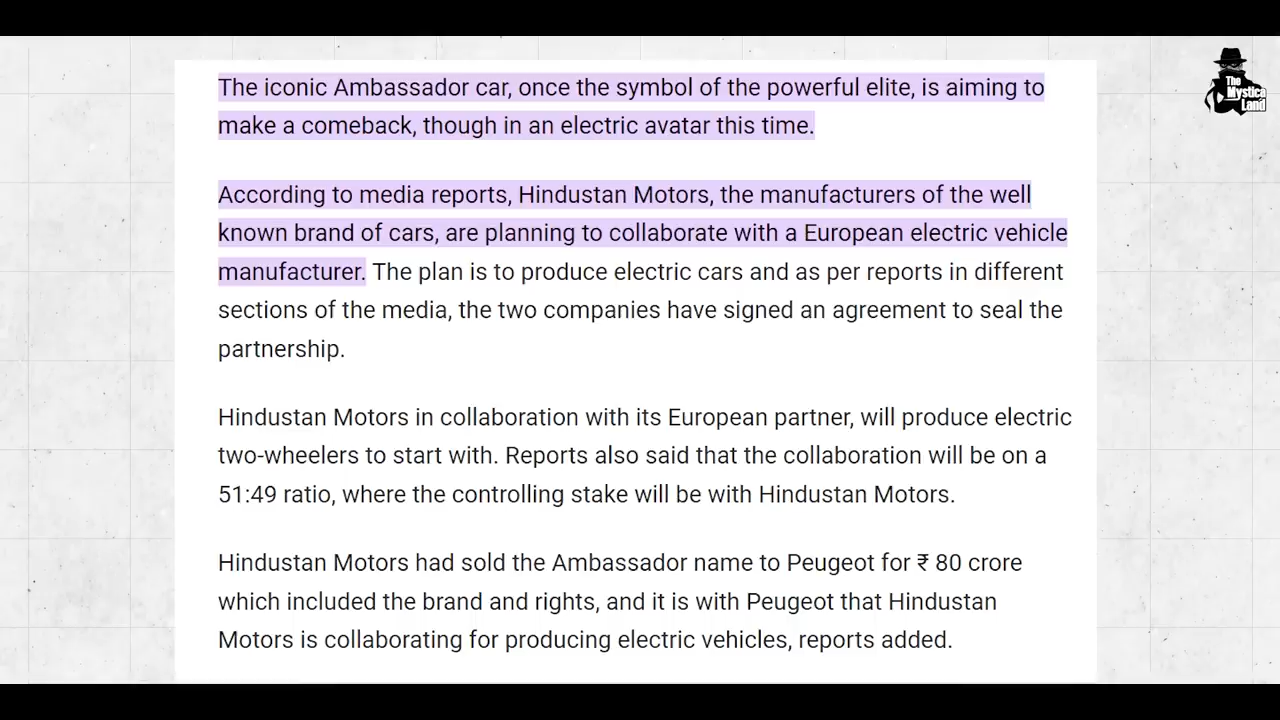 The iconic Ambassador car, once the symbol of the powerful elite, is aiming to
make a comeback, though in an electric avatar this time.
According to media reports, Hindustan Motors, the manufacturers of the well
known brand of cars, are planning to collaborate with a European electric vehicle
manufacturer. The plan is to produce electric cars and as per reports in different
sections of the media, the two companies have signed an agreement to seal the
partnership.
Hindustan Motors in collaboration with its European partner, will produce electric
two-wheelers to start with. Reports also said that the collaboration will be on a
51:49 ratio, where the controlling stake will be with Hindustan Motors.
Hindustan Motors had sold the Ambassador name to Peugeot for ₹ 80 crore
which included the brand and rights, and it is with Peugeot that Hindustan
Motors is collaborating for producing electric vehicles, reports added.
The
Mystica
Land